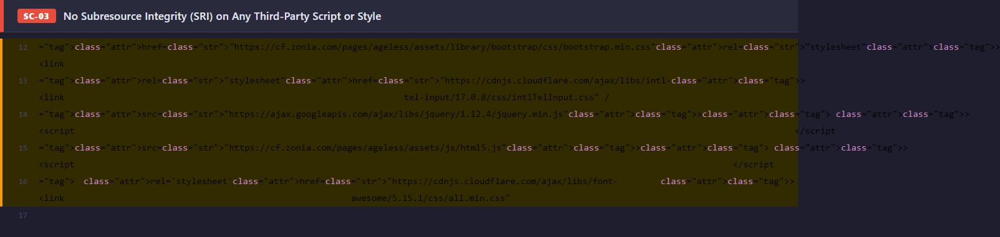 SC-03 No Subresource Integrity (SRI) on Any Third-Party Script or Style
12 ="tag">class="attr">href=class="str">"https://cf.zonia.com/pages/ageless/assets/library/bootstrap/css/bootstrap.min.css"class="attr">rel=class="str">"stylesheet"class="attr">class="tag">>
<link
13 ="tag">class="attr">rel=class="str">"stylesheet"class="attr">href=class="str">"https://cdnjs.cloudflare.com/ajax/libs/intl-class="attr">class="tag">>
<link tel-input/17.0.8/css/intlTelInput.css" /
14 ="tag">class="attr">src=class="str">"https://ajax.googleapis.com/ajax/libs/jquery/1.12.4/jquery.min.js"class="attr">class="tag">>class="attr">class="tag"> class="attr">class="tag">>
<script </script
15 ="tag">class="attr">src=class="str">"https://cf.zonia.com/pages/ageless/assets/js/html5.js"class="attr">class="tag">>class="attr">class="tag"> class="attr">class="tag">>
<script </script
16 ="tag"> class="attr">rel='stylesheet'class="attr">href=class="str">"https://cdnjs.cloudflare.com/ajax/libs/font- class="attr">class="tag">>
<link awesome/5.15.1/css/all.min.css"
17